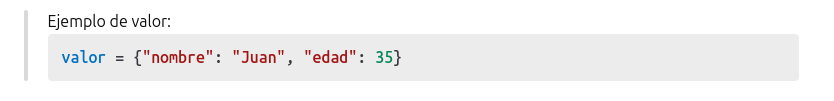 Ejemplo de valor:
valor = {"nombre": "Juan", "edad": 35}